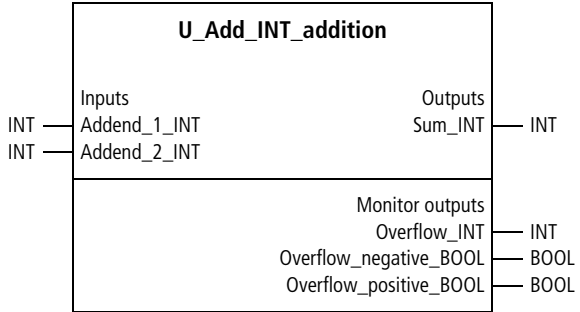 U_Add_INT_addition
Inputs Outputs
INT Addend_1_INT Sum_INT INT
INT Addend_2_INT
Monitor outputs
Overflow_INT INT
Overflow_negative_BOOL BOOL
Overflow_positive_BOOL BOOL